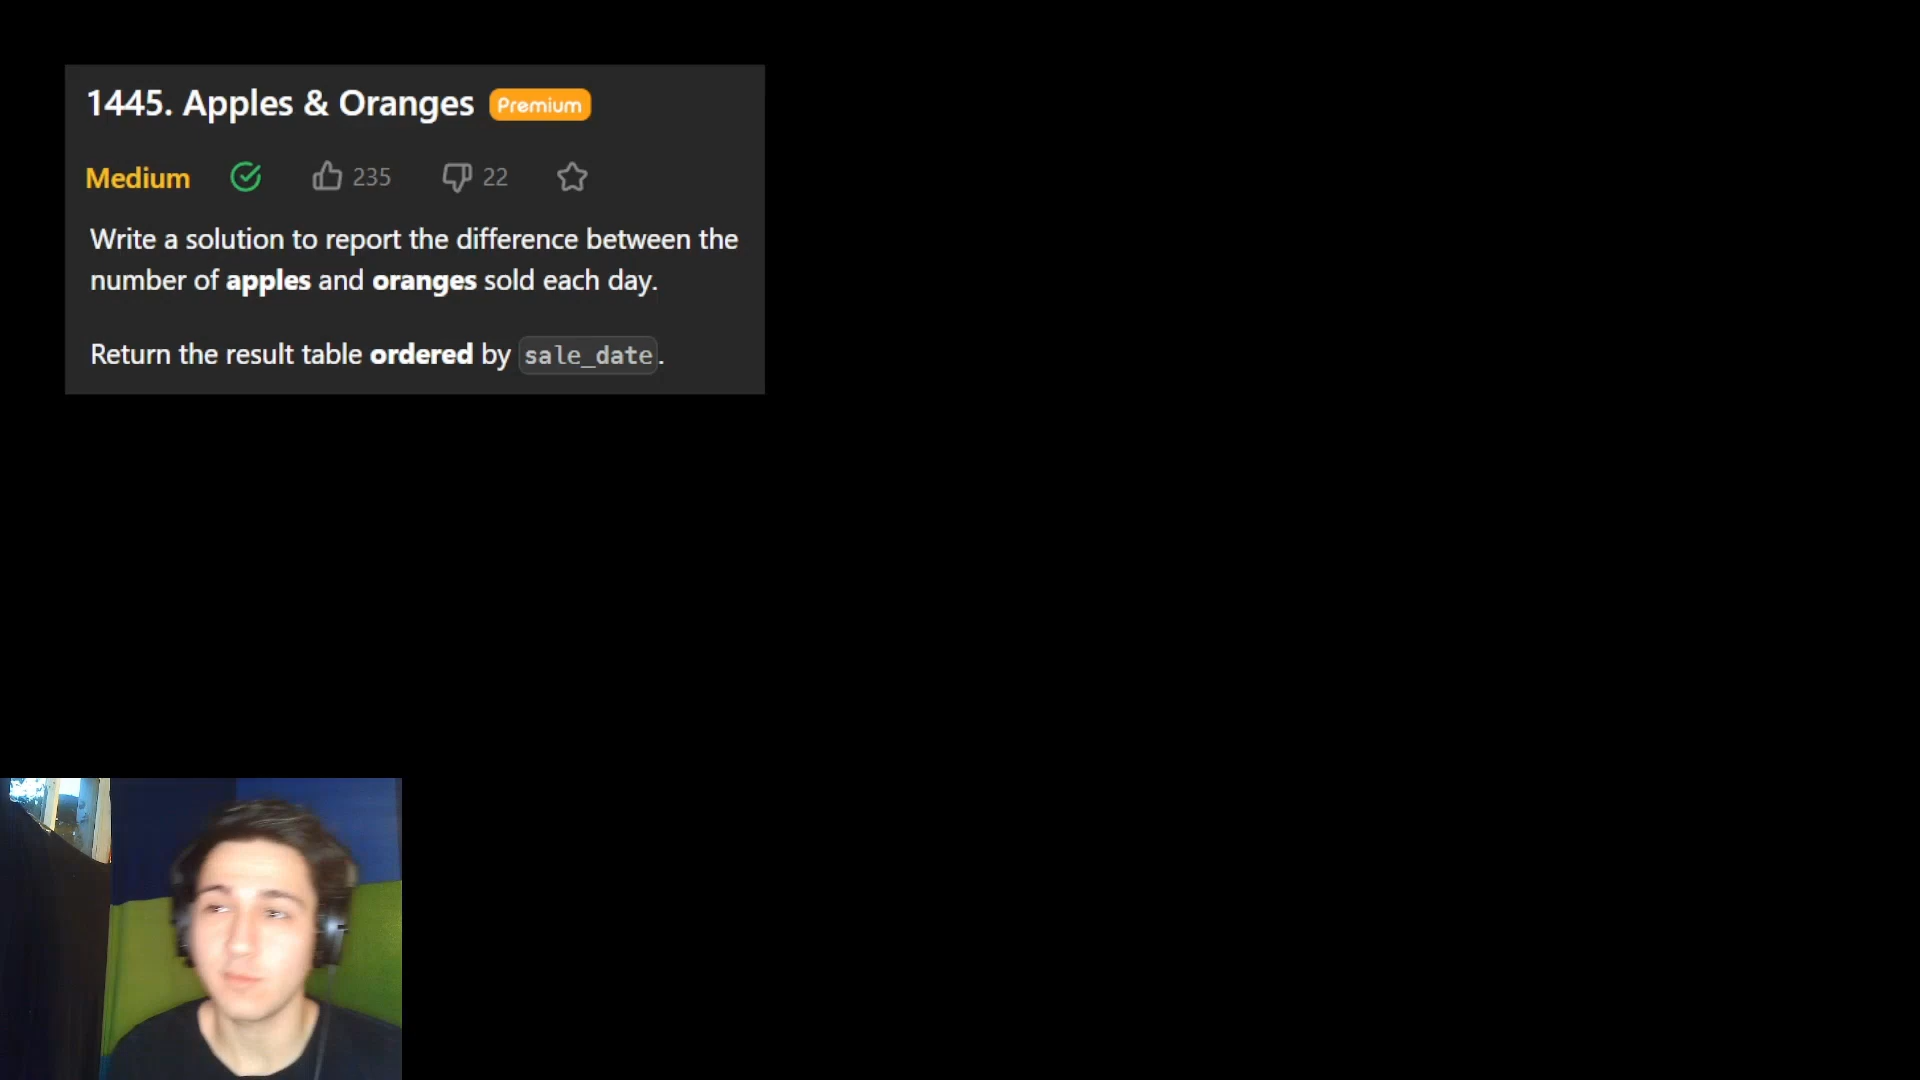 1445. Apples & Oranges Premium
Medium 235 22
Write a solution to report the difference between the
number of apples and oranges sold each day.
Return the result table ordered by sale_date.